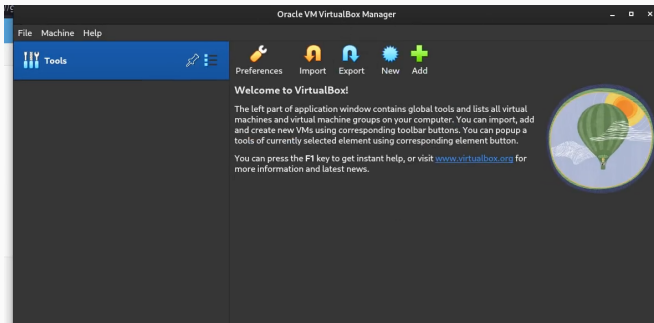 Oracle VM VirtualBox Manager
File Machine Help
Tools
Preferences Import Export New Add
Welcome to VirtualBox!
The left part of application window contains global tools and lists all virtual
machines and virtual machine groups on your computer. You can import, add
and create new VMs using corresponding toolbar buttons. You can popup a
tools of currently selected element using corresponding element button.
You can press the F1 key to get instant help, or visit www.virtualbox.org for
more information and latest news.